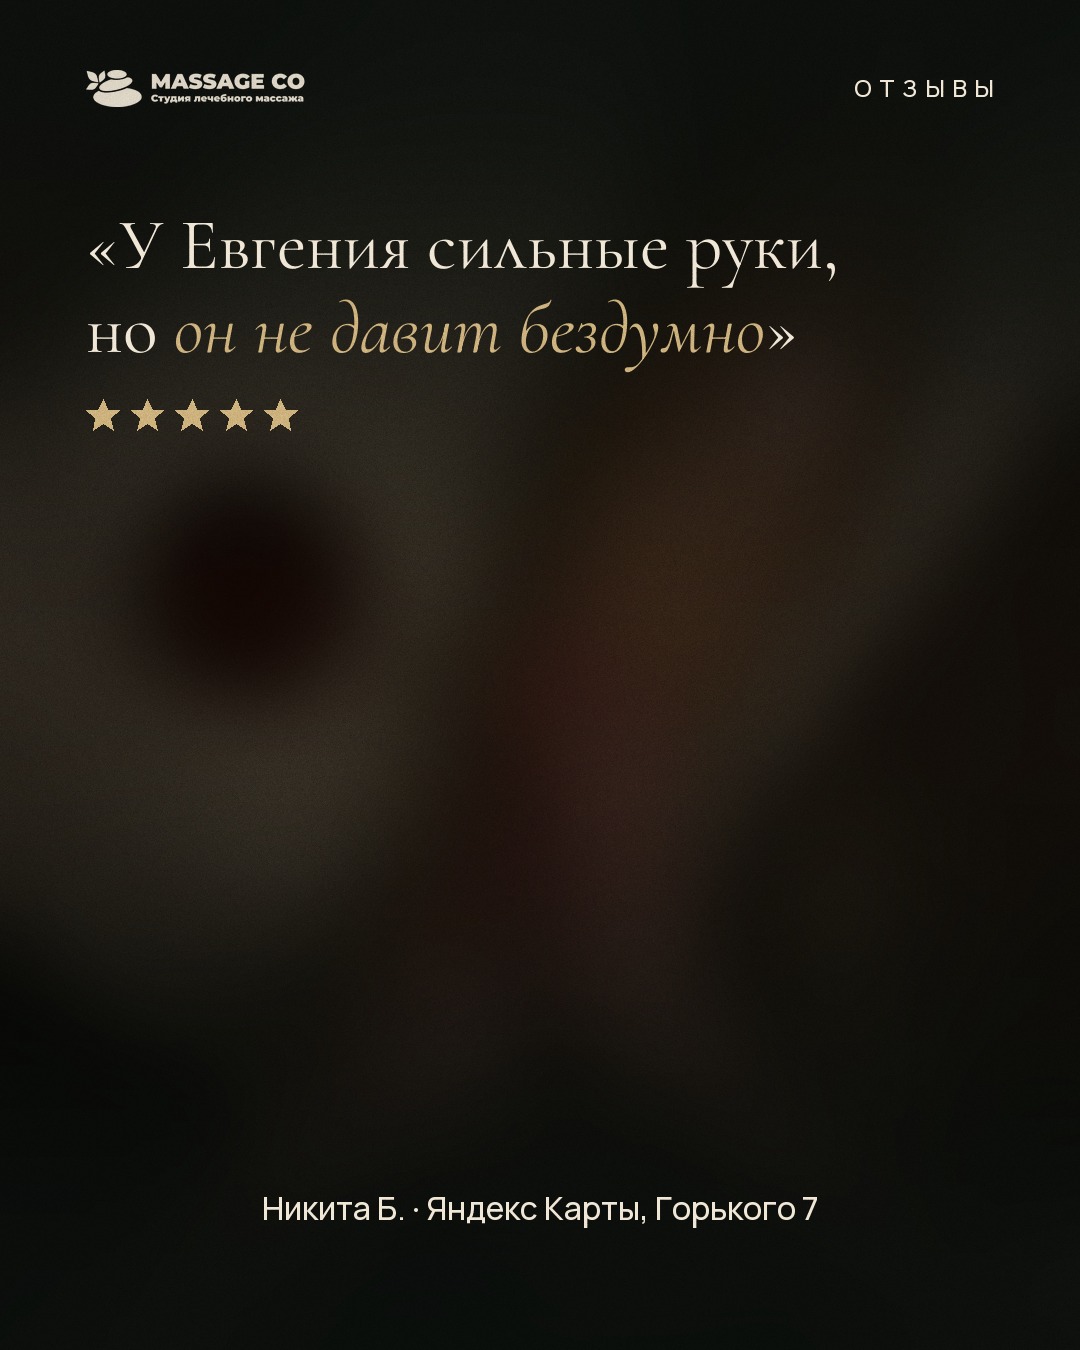 MASSAGE CO
Студия лечебного массажа
ОТЗЫВЫ
«У Евгения сильные руки,
но он не давит бездумно»
Никита Б. · Яндекс Карты, Горького 7